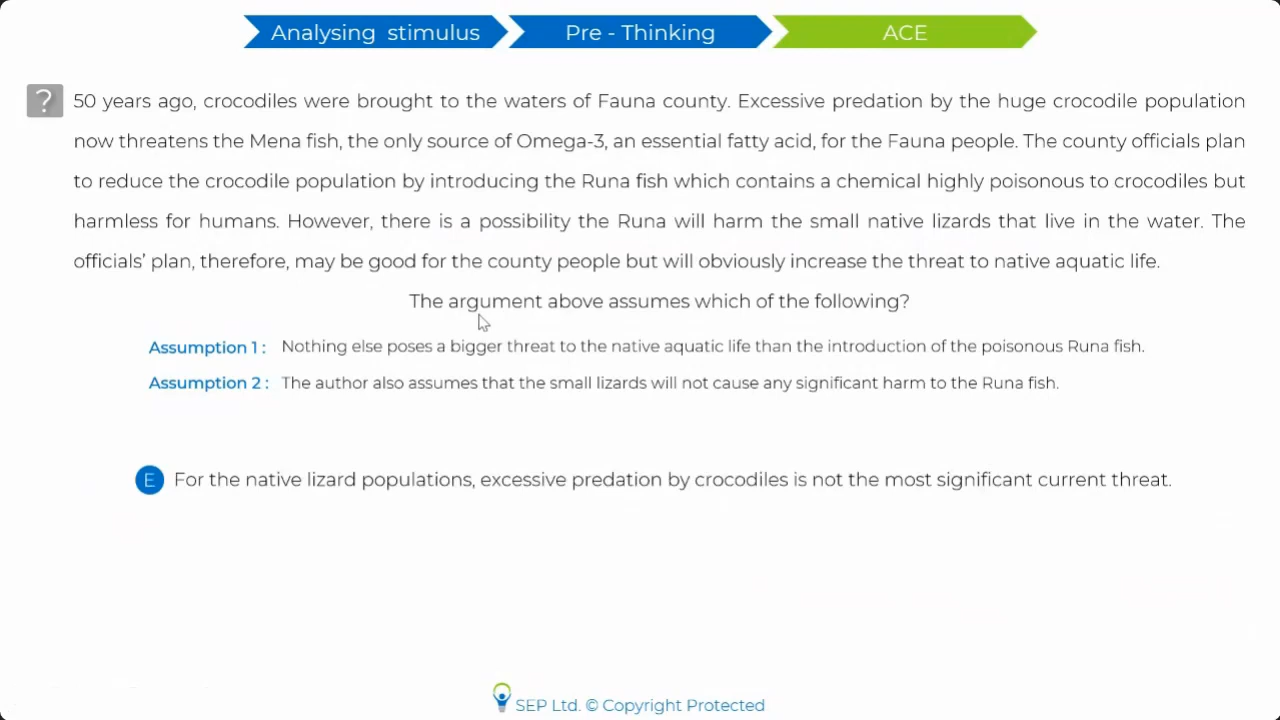 Analysing stimulus
Pre - Thinking
ACE
?
50 years ago, crocodiles were brought to the waters of Fauna county. Excessive predation by the huge crocodile population
now threatens the Mena fish, the only source of Omega-3, an essential fatty acid, for the Fauna people. The county officials plan
to reduce the crocodile population by introducing the Runa fish which contains a chemical highly poisonous to crocodiles but
harmless for humans. However, there is a possibility the Runa will harm the small native lizards that live in the water. The
officials' plan, therefore, may be good for the county people but will obviously increase the threat to native aquatic life.
The argument above assumes which of the following?
Assumption 1 : Nothing else poses a bigger threat to the native aquatic life than the introduction of the poisonous Runa fish.
Assumption 2 : The author also assumes that the small lizards will not cause any significant harm to the Runa fish.
E For the native lizard populations, excessive predation by crocodiles is not the most significant current threat.
SEP Ltd. © Copyright Protected